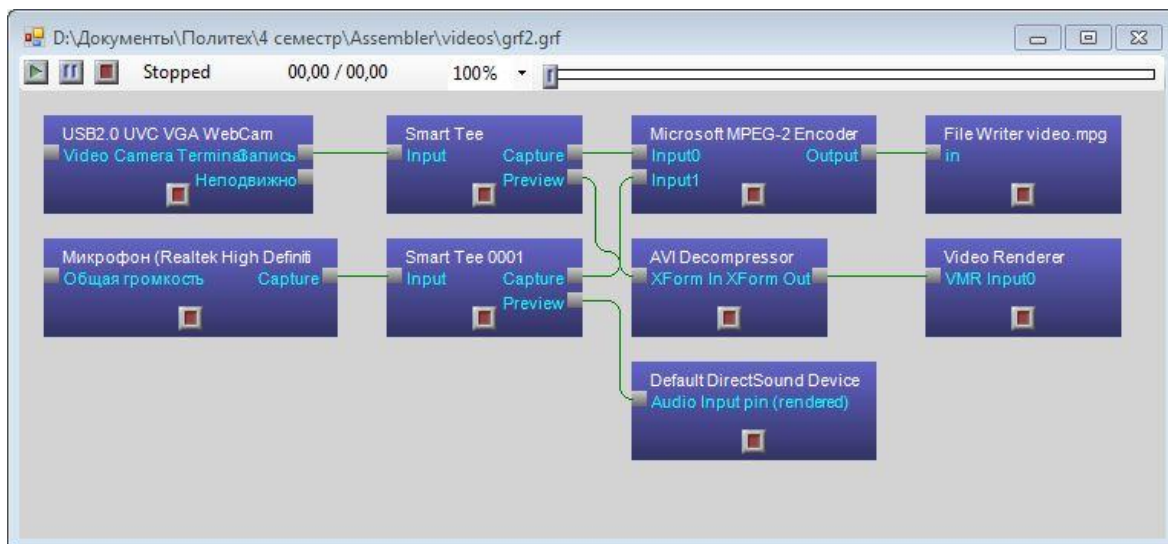 D:\Документы\Политех\4 семестр\Assembler\videos\grf2.grf
Stopped 00,00 / 00,00 100%
USB2.0 UVC VGA WebCam
Video Camera Terminal Запись
Неподвижно
Smart Tee
Input Capture
Preview
Microsoft MPEG-2 Encoder
Input0 Output
Input1
File Writer video.mpg
in
Микрофон (Realtek High Definiti
Общая громкость Capture
Smart Tee 0001
Input Capture
Preview
AVI Decompressor
XForm In XForm Out
Video Renderer
VMR Input0
Default DirectSound Device
Audio Input pin (rendered)